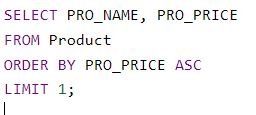 SELECT PRO_NAME, PRO_PRICE
FROM Product
ORDER BY PRO_PRICE ASC
LIMIT 1;